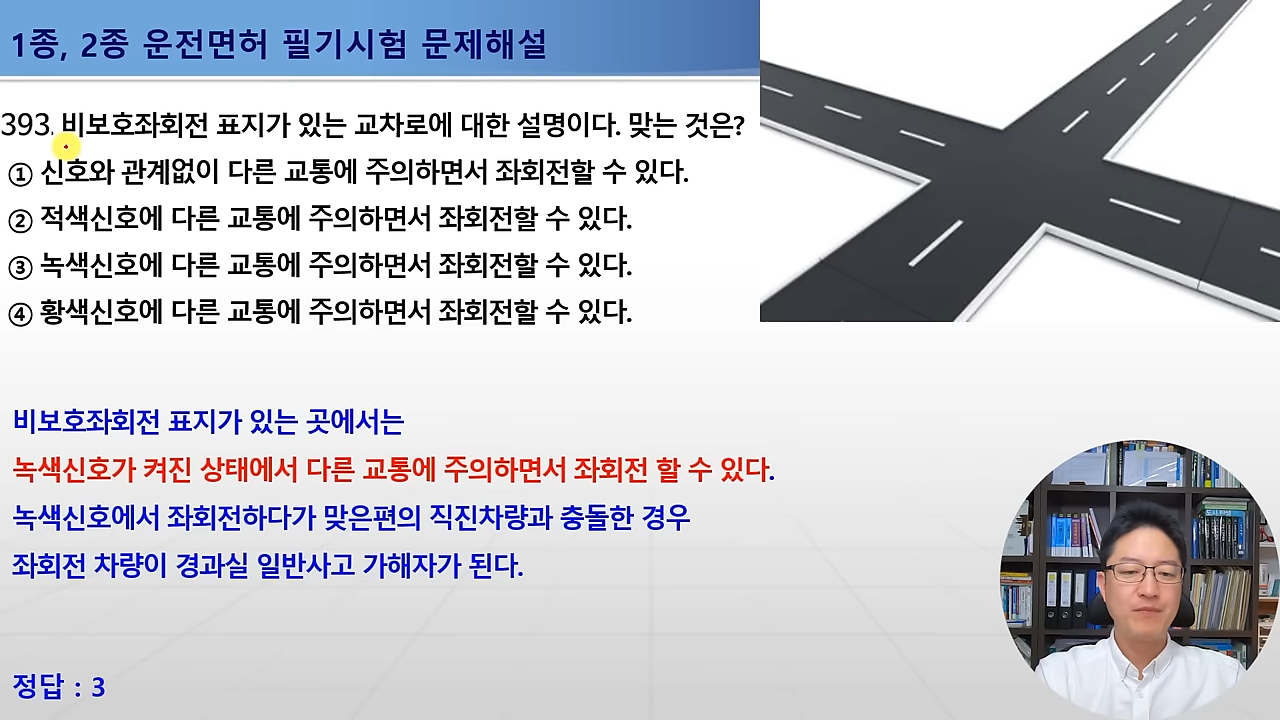 1종, 2종 운전면허 필기시험 문제해설
393. 비보호좌회전 표지가 있는 교차로에 대한 설명이다. 맞는 것은?
① 신호와 관계없이 다른 교통에 주의하면서 좌회전할 수 있다.
② 적색신호에 다른 교통에 주의하면서 좌회전할 수 있다.
③ 녹색신호에 다른 교통에 주의하면서 좌회전할 수 있다.
④ 황색신호에 다른 교통에 주의하면서 좌회전할 수 있다.
비보호좌회전 표지가 있는 곳에서는
녹색신호가 켜진 상태에서 다른 교통에 주의하면서 좌회전 할 수 있다.
녹색신호에서 좌회전하다가 맞은편의 직진차량과 충돌한 경우
좌회전 차량이 경과실 일반사고 가해자가 된다.
정답 : 3